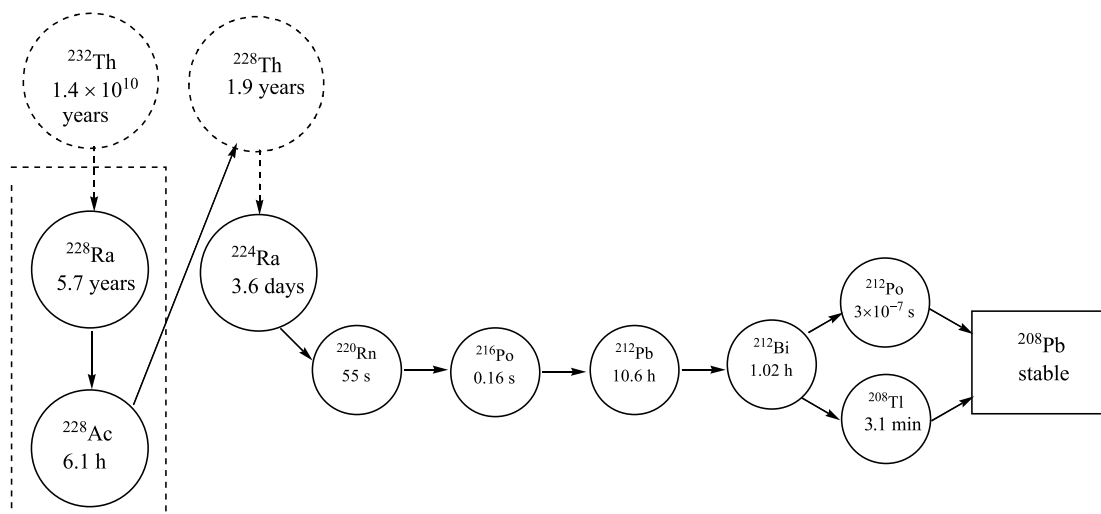 ²³²Th
1.4 × 10¹⁰
years
²²⁸Th
1.9 years
²²⁸Ra
5.7 years
²²⁴Ra
3.6 days
²²⁸Ac
6.1 h
²²⁰Rn
55 s
²¹⁶Po
0.16 s
²¹²Pb
10.6 h
²¹²Bi
1.02 h
²¹²Po
3×10⁻⁷ s
²⁰⁸Tl
3.1 min
²⁰⁸Pb
stable